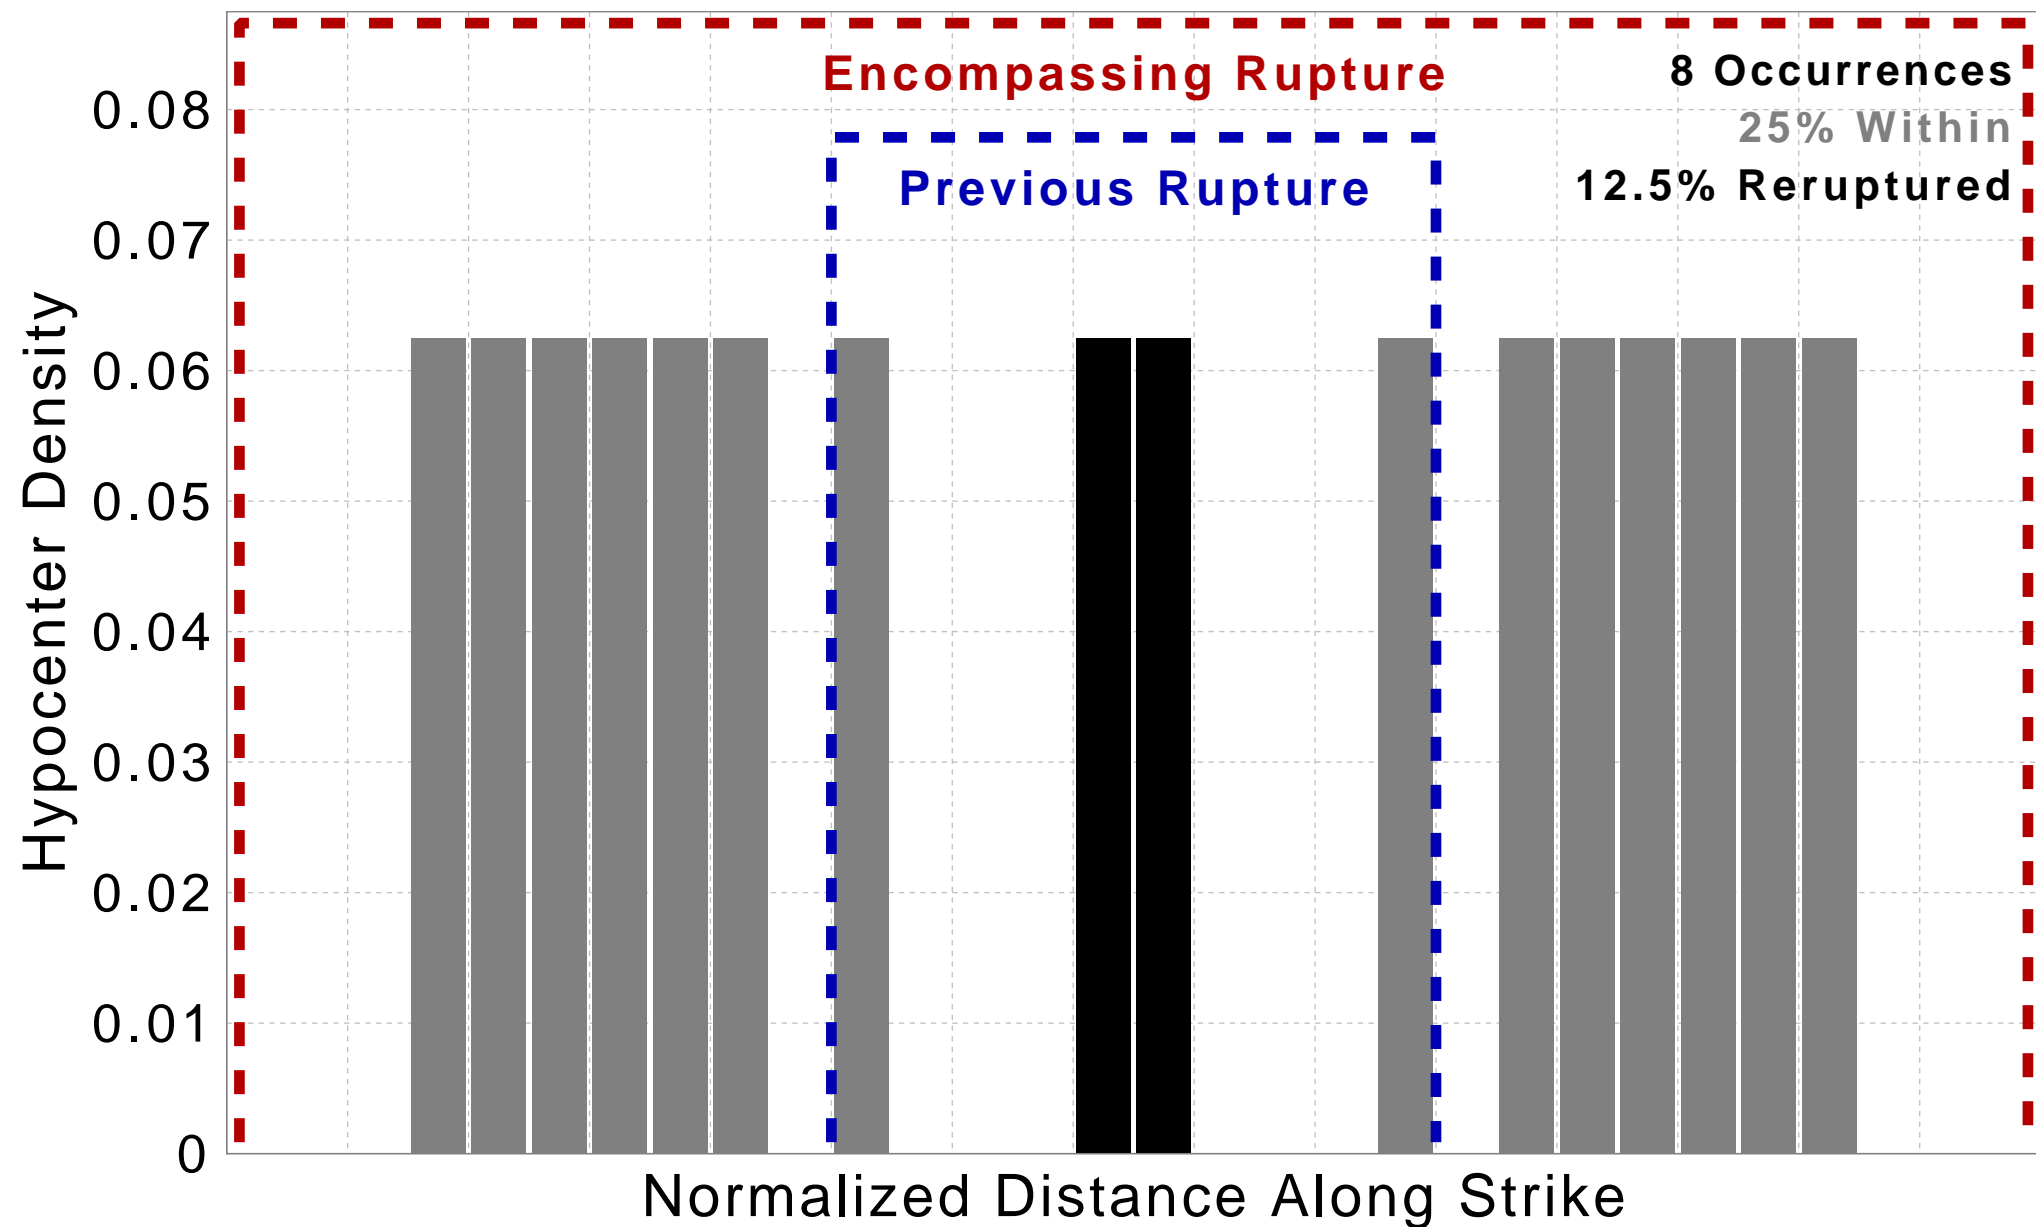 Encompassing Rupture
8 Occurrences
25% Within
12.5% Reruptured
Previous Rupture
Hypocenter Density
0.08
0.07
0.06
0.05
0.04
0.03
0.02
0.01
0
Normalized Distance Along Strike